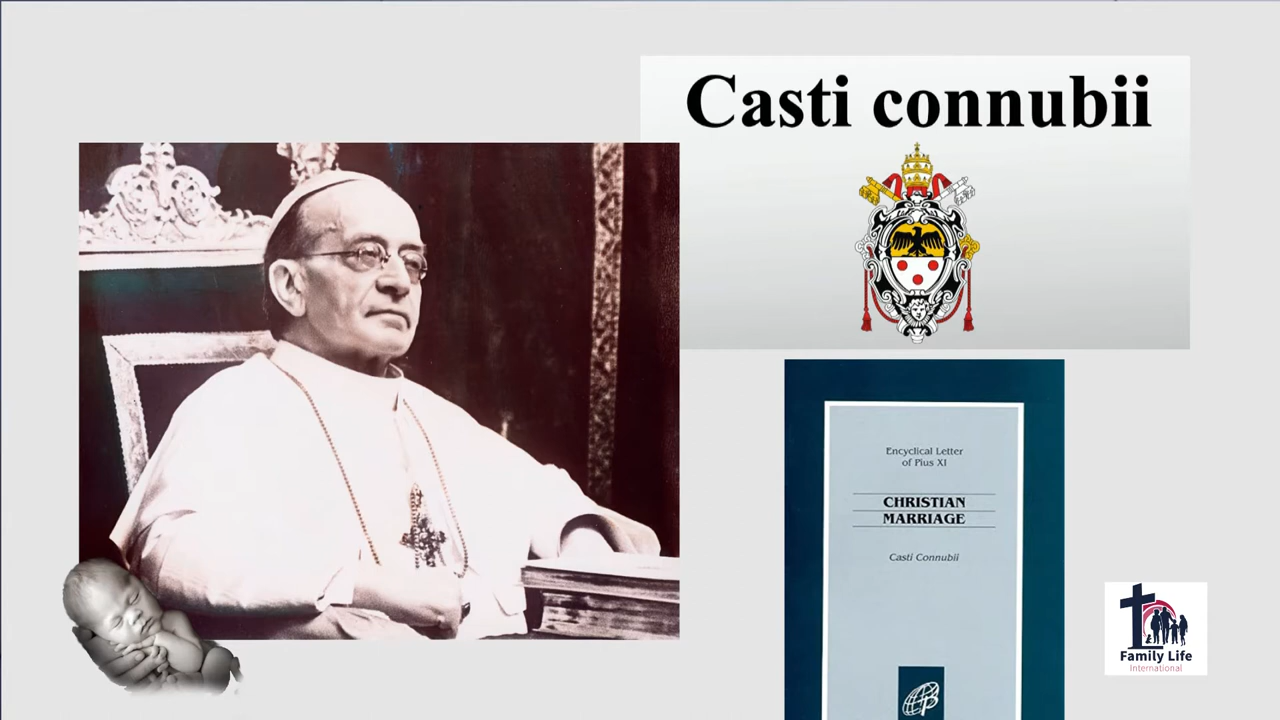 Casti connubii
Encyclical Letter
of Pius XI
CHRISTIAN
MARRIAGE
Casti Connubii
Family Life
International